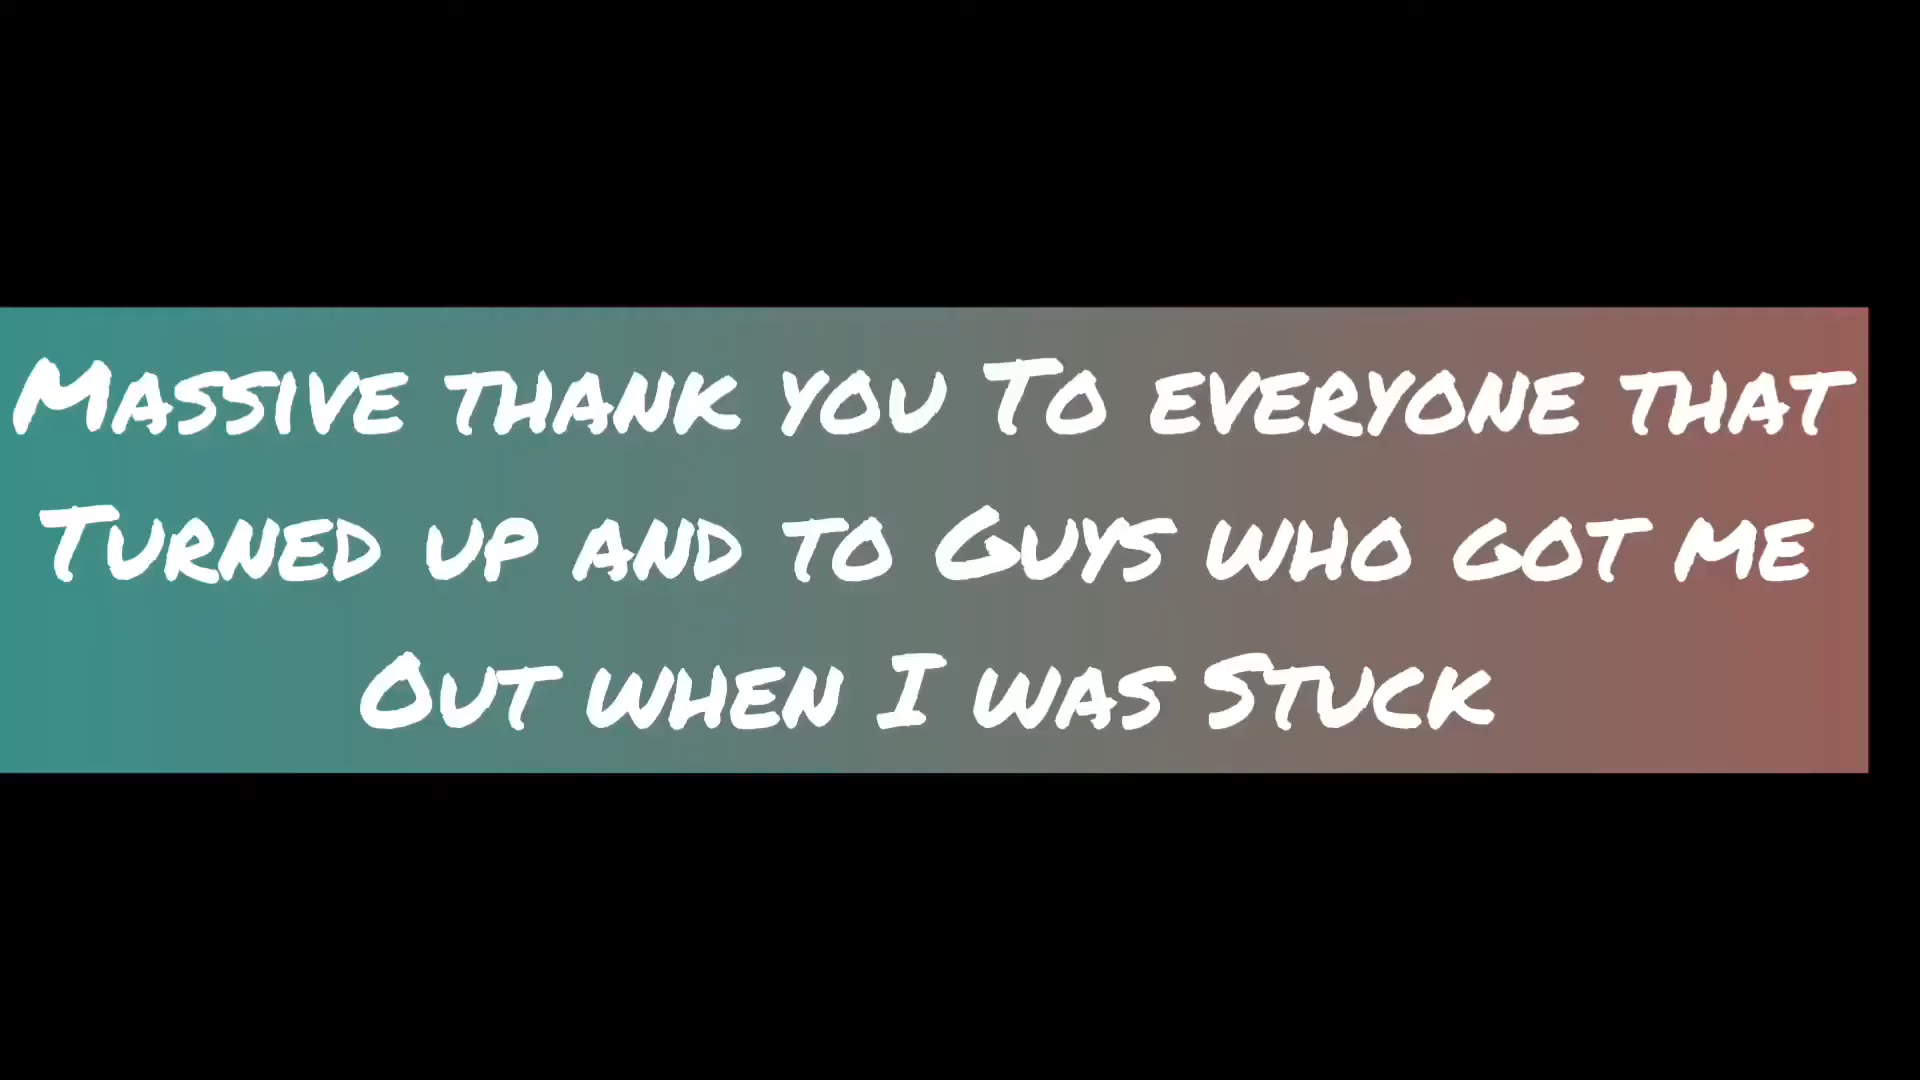 Massive thank you To everyone that
Turned up and to Guys who got me
Out when I was Stuck